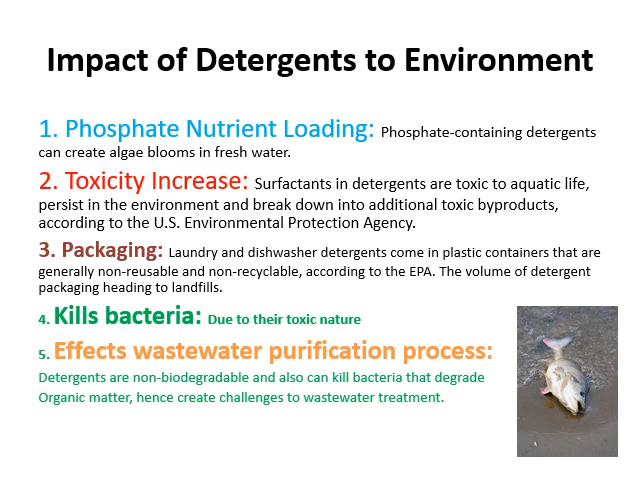 Impact of Detergents to Environment
1. Phosphate Nutrient Loading: Phosphate-containing detergents
can create algae blooms in fresh water.
2. Toxicity Increase: Surfactants in detergents are toxic to aquatic life,
persist in the environment and break down into additional toxic byproducts,
according to the U.S. Environmental Protection Agency.
3. Packaging: Laundry and dishwasher detergents come in plastic containers that are
generally non-reusable and non-recyclable, according to the EPA. The volume of detergent
packaging heading to landfills.
4. Kills bacteria: Due to their toxic nature
5. Effects wastewater purification process:
Detergents are non-biodegradable and also can kill bacteria that degrade
Organic matter, hence create challenges to wastewater treatment.